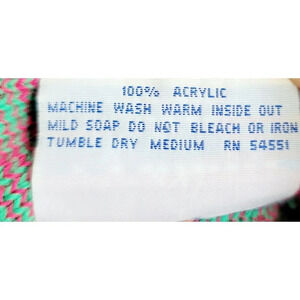 100% ACRYLIC
MACHINE WASH WARM INSIDE OUT
MILD SOAP DO NOT BLEACH OR IRON
TUMBLE DRY MEDIUM RN 54551